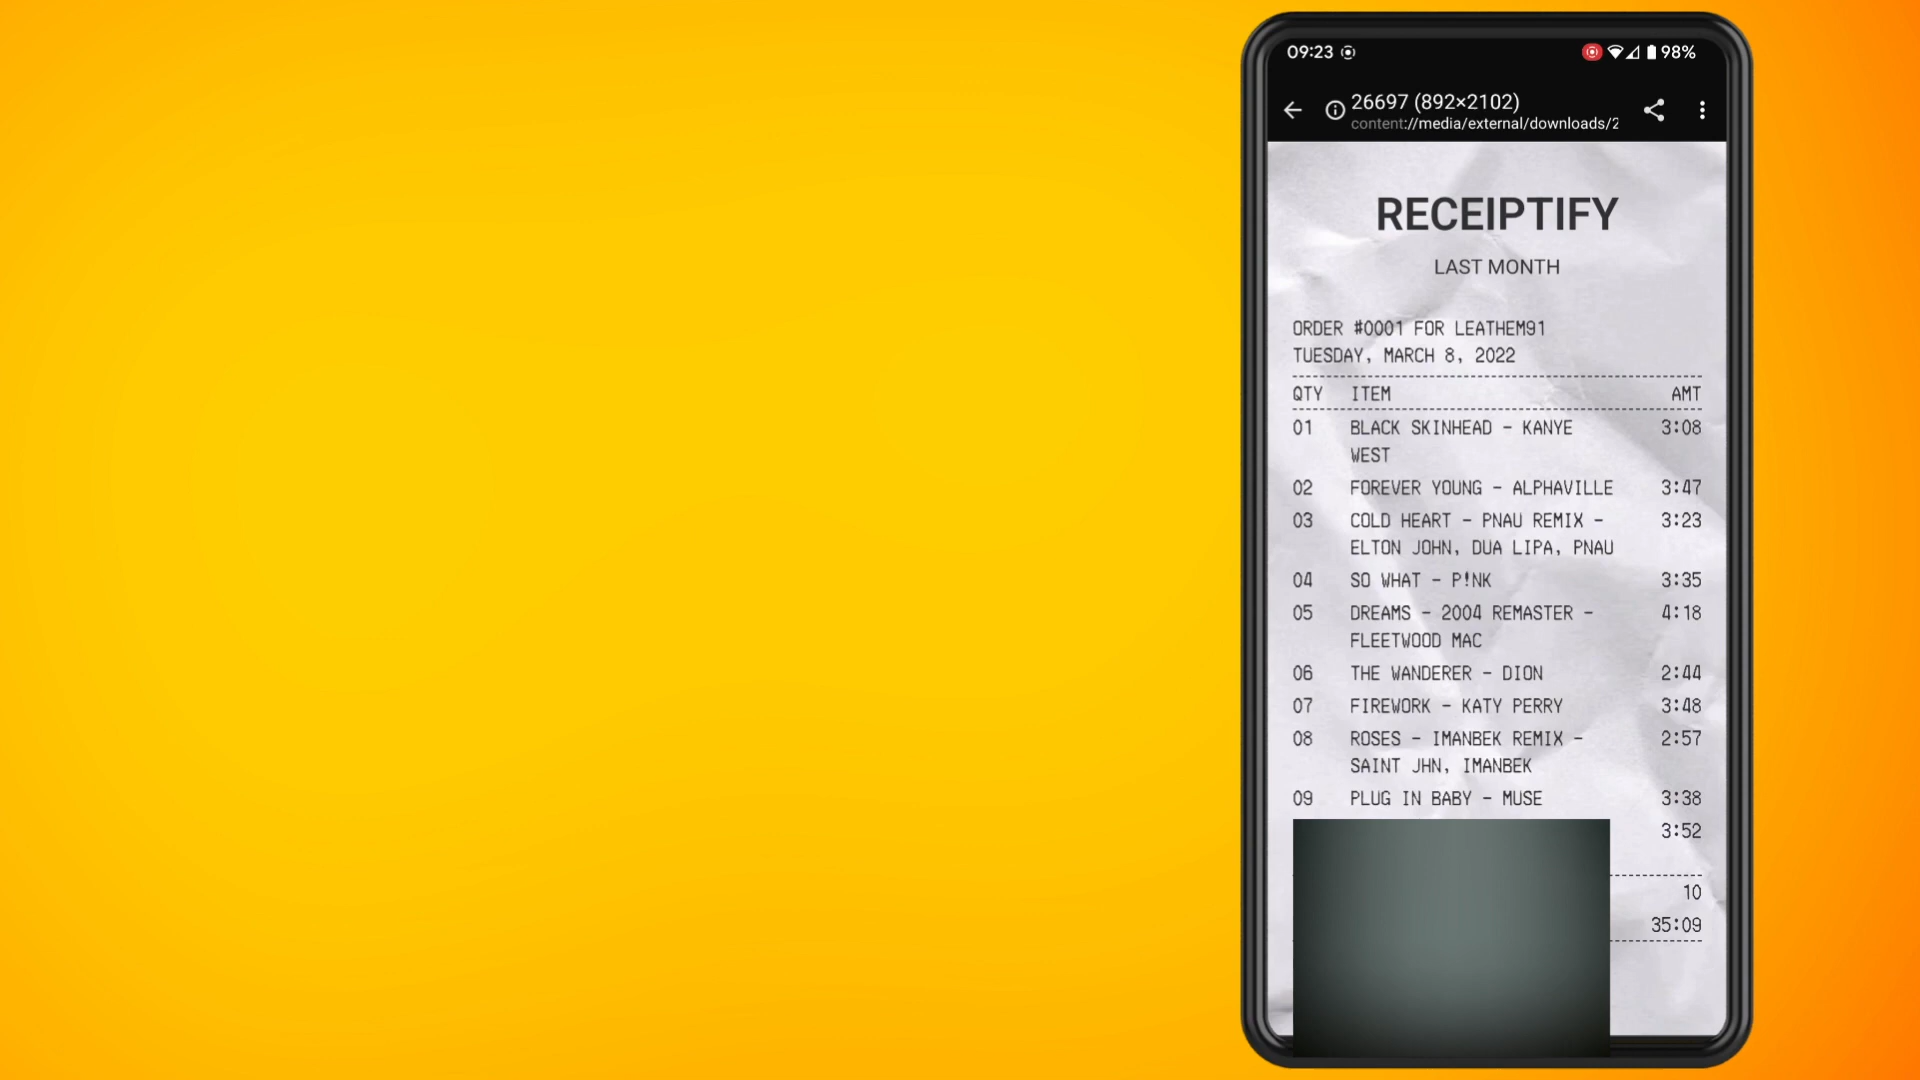 09:23 98%
26697 (892×2102)
content://media/external/downloads/2
RECEIPTIFY
LAST MONTH
ORDER #0001 FOR LEATHEM91
TUESDAY, MARCH 8, 2022
QTY ITEM AMT
01 BLACK SKINHEAD - KANYE 3:08
WEST
02 FOREVER YOUNG - ALPHAVILLE 3:47
03 COLD HEART - PNAU REMIX - 3:23
ELTON JOHN, DUA LIPA, PNAU
04 SO WHAT - P!NK 3:35
05 DREAMS - 2004 REMASTER - 4:18
FLEETWOOD MAC
06 THE WANDERER - DION 2:44
07 FIREWORK - KATY PERRY 3:48
08 ROSES - IMANBEK REMIX - 2:57
SAINT JHN, IMANBEK
09 PLUG IN BABY - MUSE 3:38
3:52
10
35:09